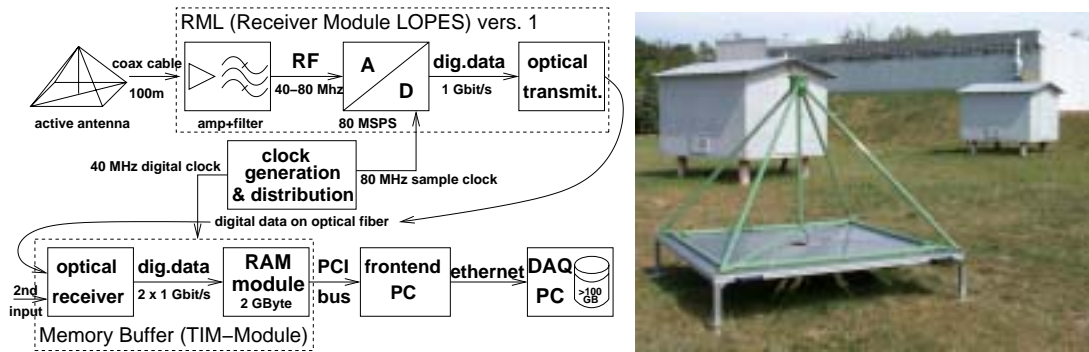 RML (Receiver Module LOPES) vers. 1
coax cable
100m
active antenna
amp+filter
RF
40–80 Mhz
A
D
80 MSPS
dig.data
1 Gbit/s
optical
transmit.
40 MHz digital clock
clock
generation
& distribution
80 MHz sample clock
digital data on optical fiber
2nd
input
optical
receiver
dig.data
2 x 1 Gbit/s
RAM
module
2 GByte
PCI
bus
frontend
PC
ethernet
DAQ
PC
>100
GB
Memory Buffer (TIM–Module)